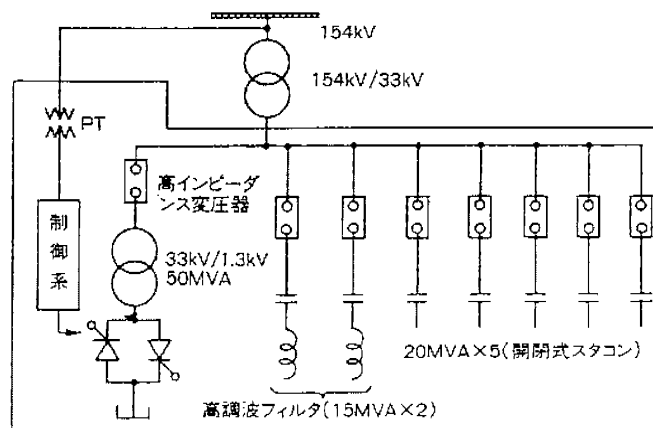 154kV
154kV/33kV
PT
高インピーダ
ンス変圧器
制御系
33kV/1.3kV
50MVA
20MVA×5(開閉式スタコン)
高調波フィルタ(15MVA×2)